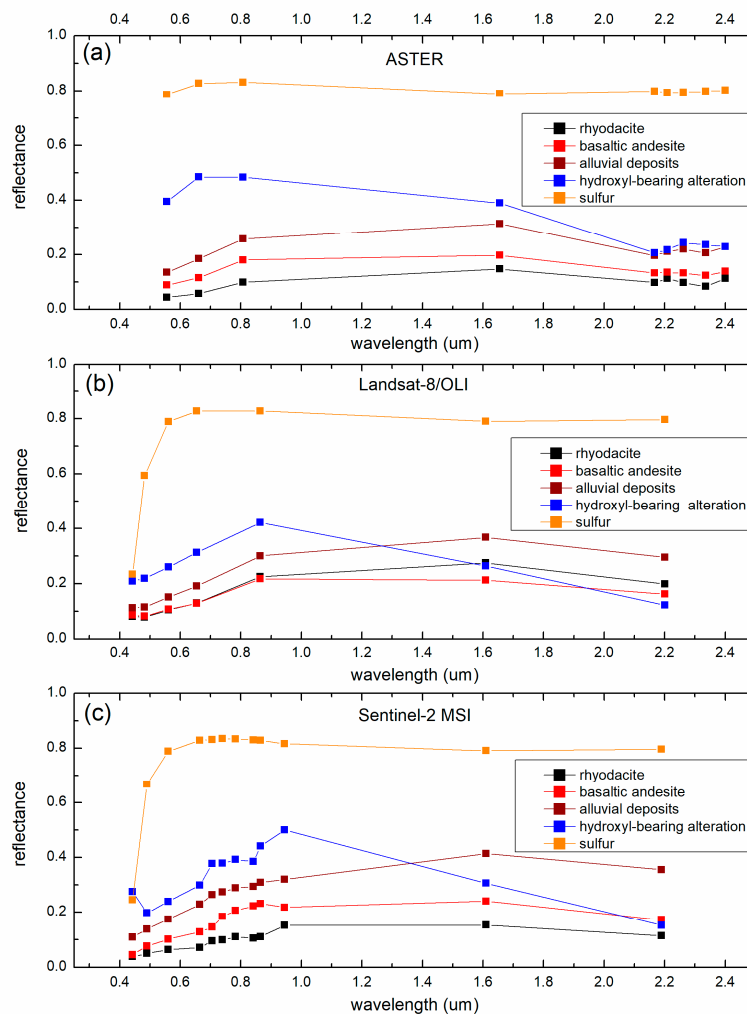 0.4 0.6 0.8 1.0 1.2 1.4 1.6 1.8 2.0 2.2 2.4
(a)
ASTER
1.0
0.8
0.6
0.4
0.2
0.0
reflectance
rhyodacite
basaltic andesite
alluvial deposits
hydroxyl-bearing alteration
sulfur
0.4 0.6 0.8 1.0 1.2 1.4 1.6 1.8 2.0 2.2 2.4
wavelength (um)
(b)
Landsat-8/OLI
1.0
0.8
0.6
0.4
0.2
0.0
reflectance
rhyodacite
basaltic andesite
alluvial deposits
hydroxyl-bearing alteration
sulfur
0.4 0.6 0.8 1.0 1.2 1.4 1.6 1.8 2.0 2.2 2.4
wavelength (um)
(c)
Sentinel-2 MSI
1.0
0.8
0.6
0.4
0.2
0.0
reflectance
rhyodacite
basaltic andesite
alluvial deposits
hydroxyl-bearing alteration
sulfur
0.4 0.6 0.8 1.0 1.2 1.4 1.6 1.8 2.0 2.2 2.4
wavelength (um)